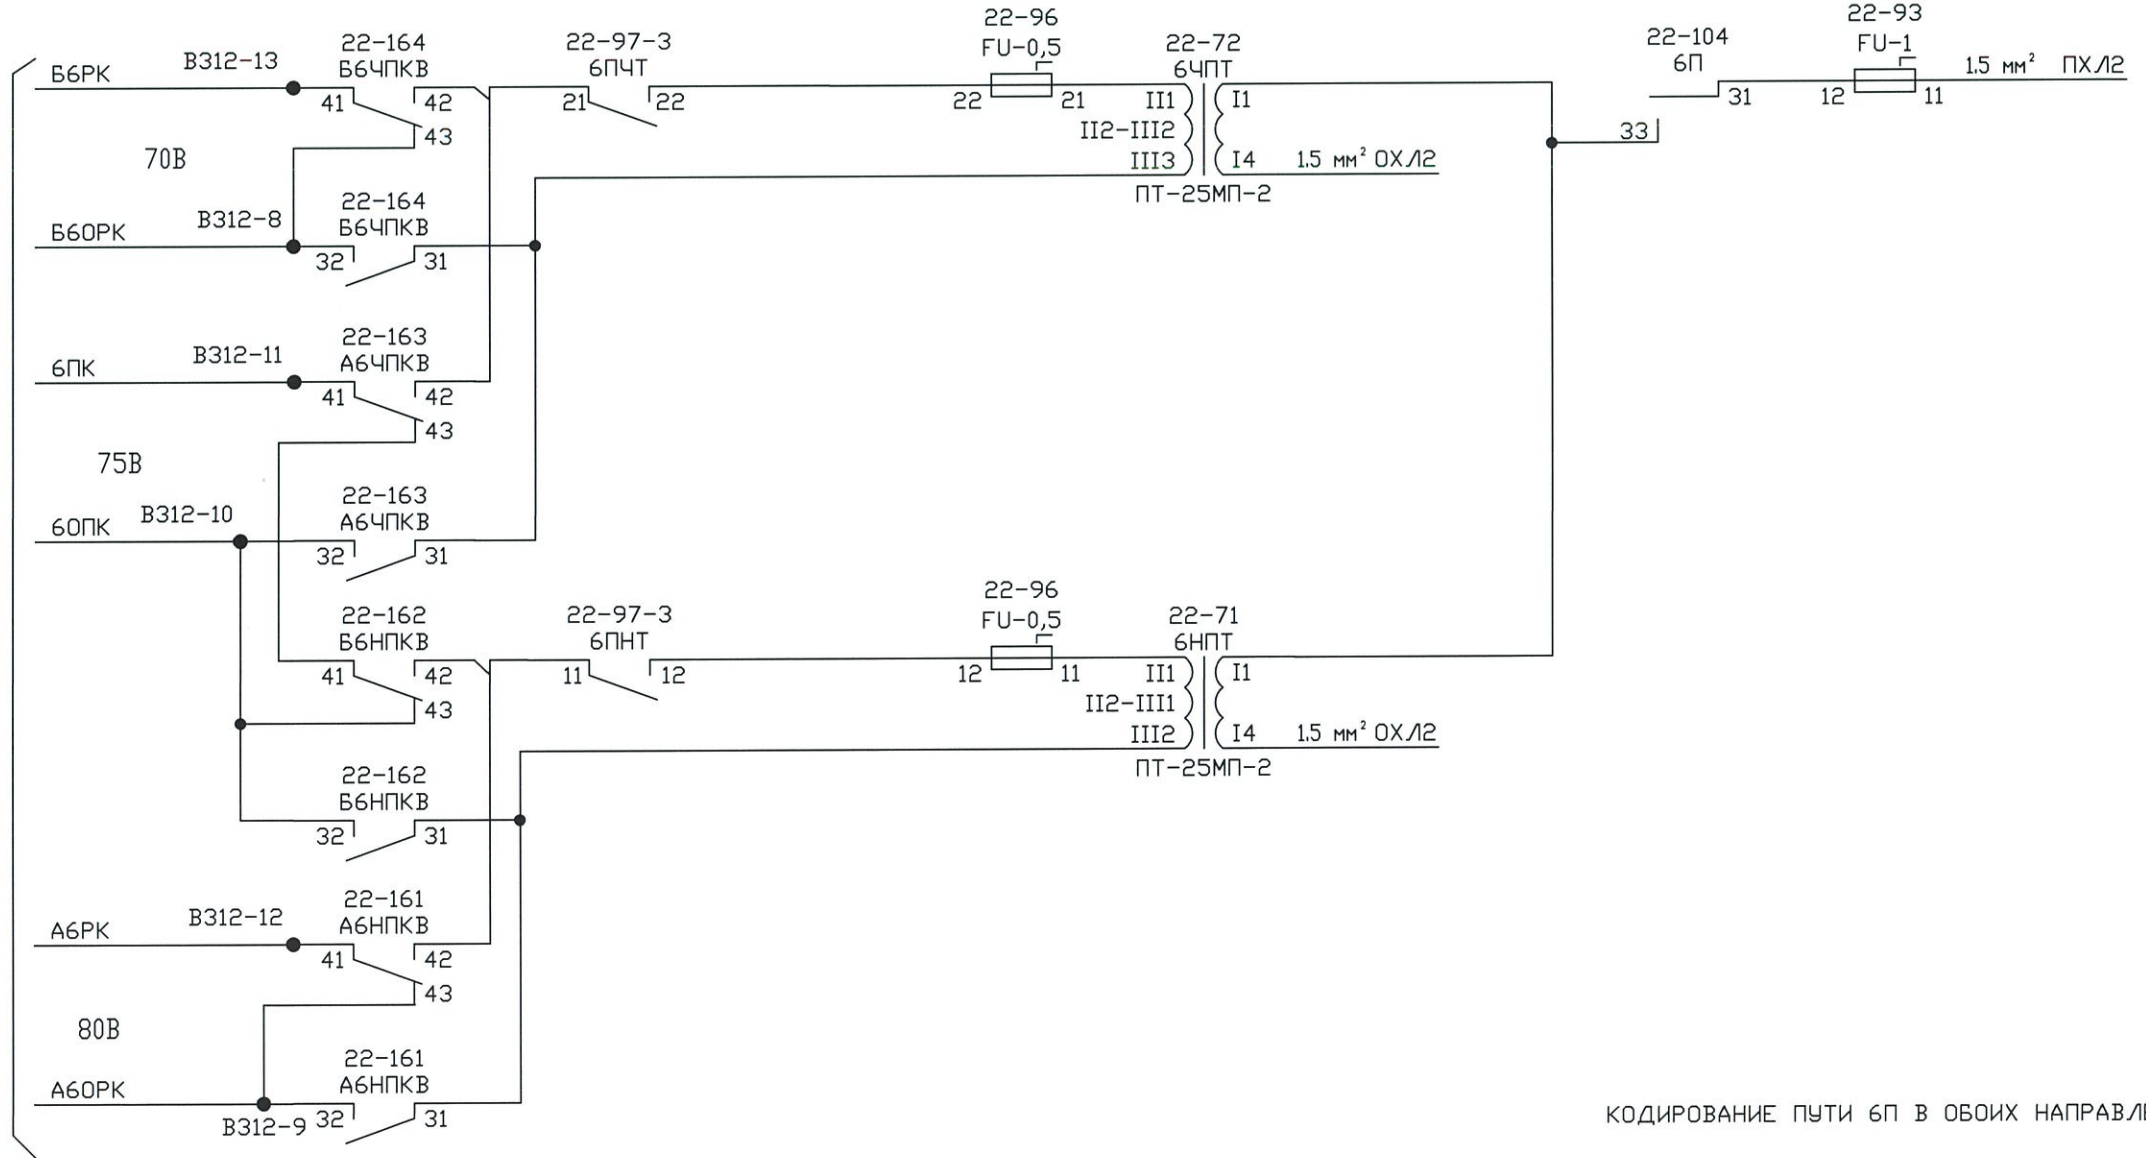 22-96
22-93
22-164
22-97-3
FU-0,5
22-72
22-104
FU-1
Б6РК
В312-13
Б6ЧПКВ
6ПЧТ
6ЧПТ
6П
1.5 мм² ПХЛ2
41
42
21
22
22
21
II1
I1
31
12
11
43
II2-III2
33
70В
III3
I4
1.5 мм² ОХЛ2
ПТ-25МП-2
22-164
Б6ОРК
В312-8
Б6ЧПКВ
32
31
22-163
6ПК
В312-11
А6ЧПКВ
41
42
43
75В
22-163
6ОПК
В312-10
А6ЧПКВ
32
31
22-96
22-162
22-97-3
FU-0,5
22-71
Б6НПКВ
6ПНТ
6НПТ
41
42
11
12
12
11
II1
I1
43
II2-III1
III2
I4
1.5 мм² ОХЛ2
ПТ-25МП-2
22-162
Б6НПКВ
32
31
22-161
А6РК
В312-12
А6НПКВ
41
42
43
80В
22-161
А6ОРК
А6НПКВ
В312-9
32
31
КОДИРОВАНИЕ ПУТИ 6П В ОБОИХ НАПРАВЛ